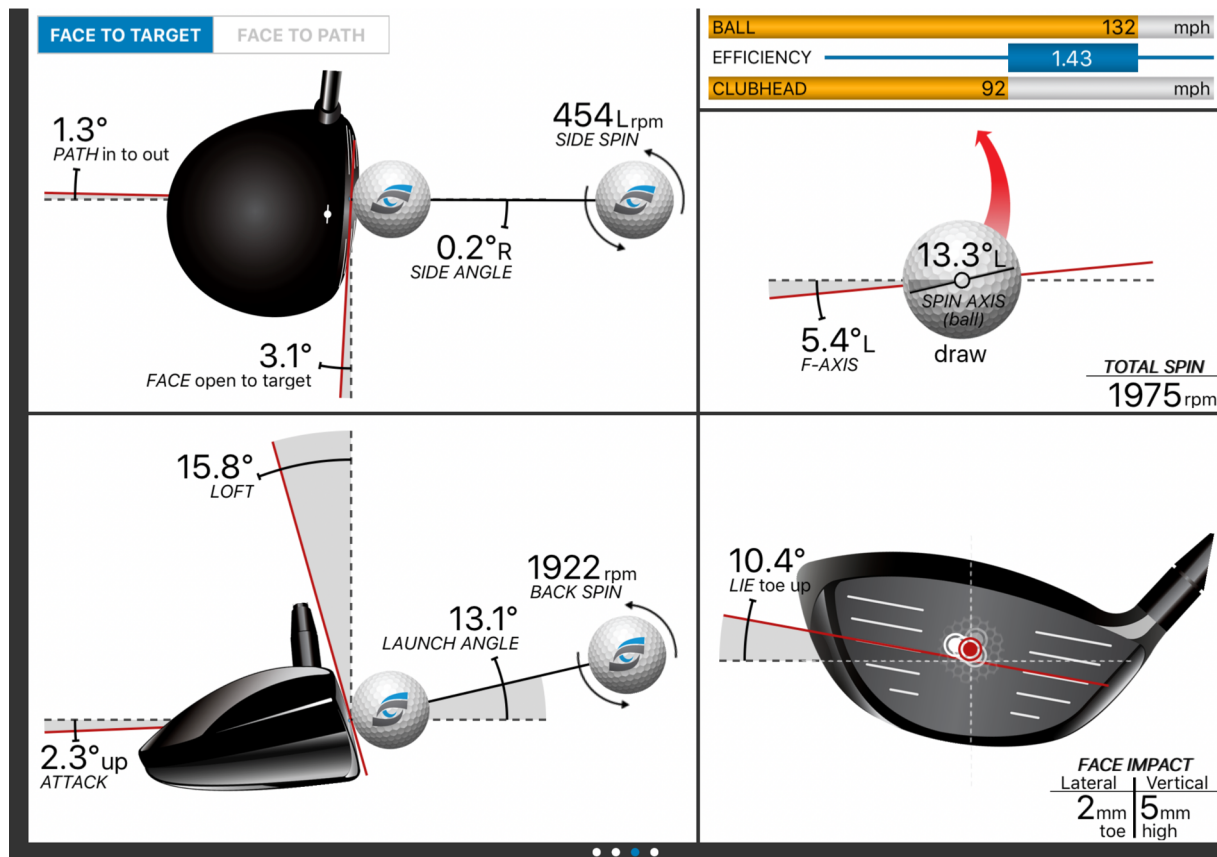 FACE TO TARGET
FACE TO PATH
1.3°
PATH in to out
454 L rpm
SIDE SPIN
0.2° R
SIDE ANGLE
3.1°
FACE open to target
BALL 132 mph
EFFICIENCY 1.43
CLUBHEAD 92 mph
13.3° L
SPIN AXIS
(ball)
5.4° L
F-AXIS
draw
TOTAL SPIN
1975 rpm
15.8°
LOFT
1922 rpm
BACK SPIN
13.1°
LAUNCH ANGLE
2.3° up
ATTACK
10.4°
LIE toe up
FACE IMPACT
Lateral Vertical
2mm 5mm
toe high